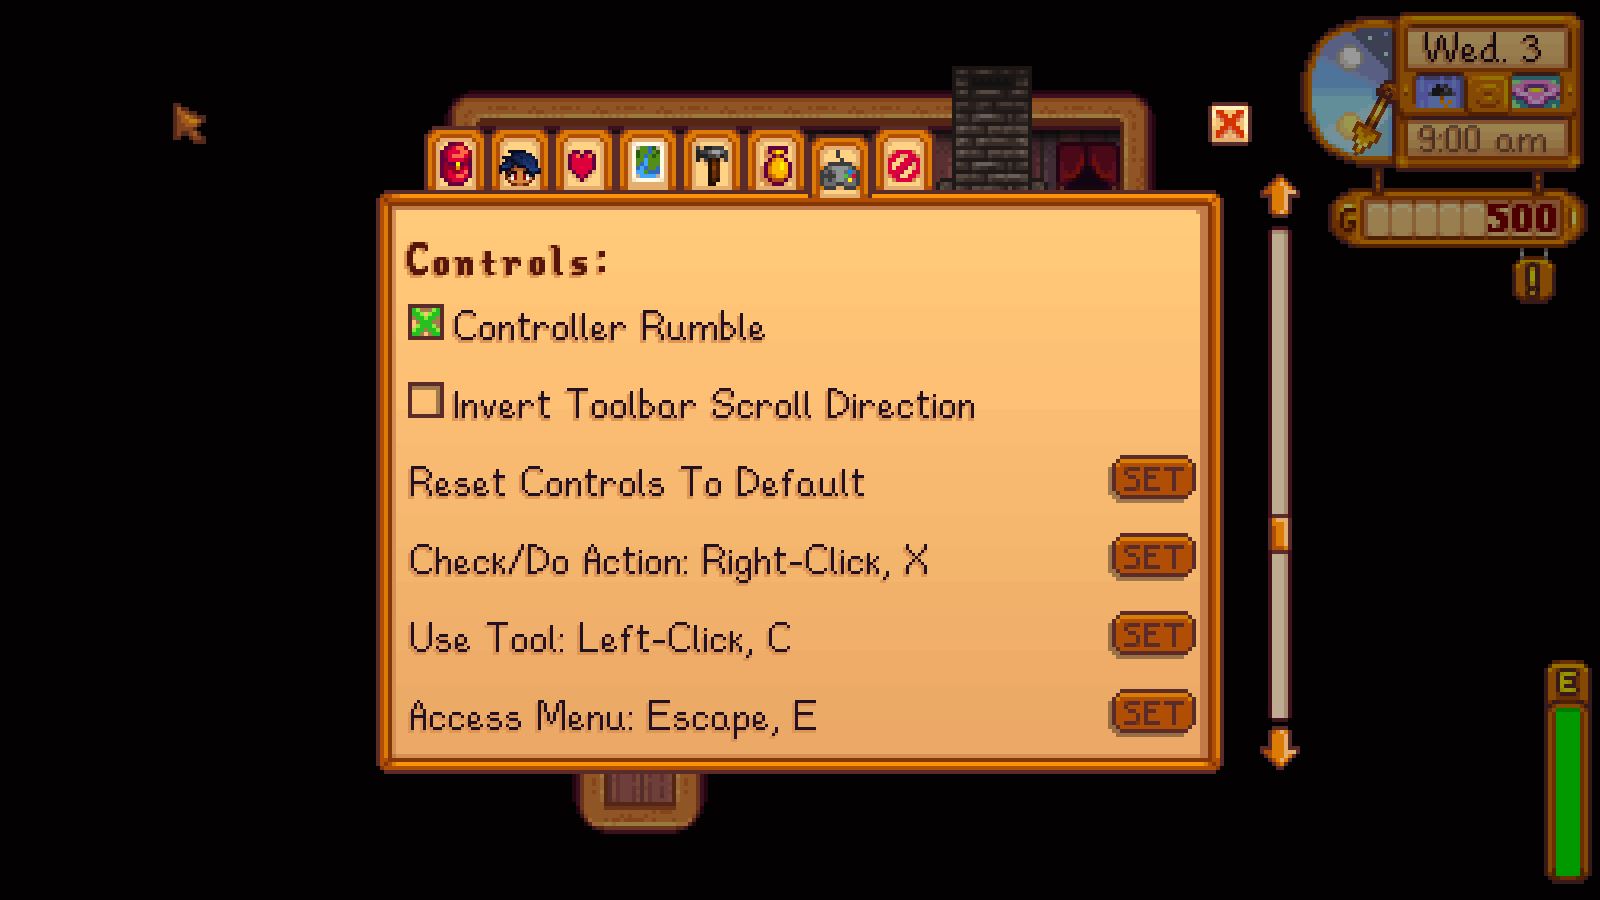 Wed. 3
9:00 am
G 500
!
Controls:
Controller Rumble
Invert Toolbar Scroll Direction
Reset Controls To Default SET
Check/Do Action: Right-Click, X SET
Use Tool: Left-Click, C SET
Access Menu: Escape, E SET
E